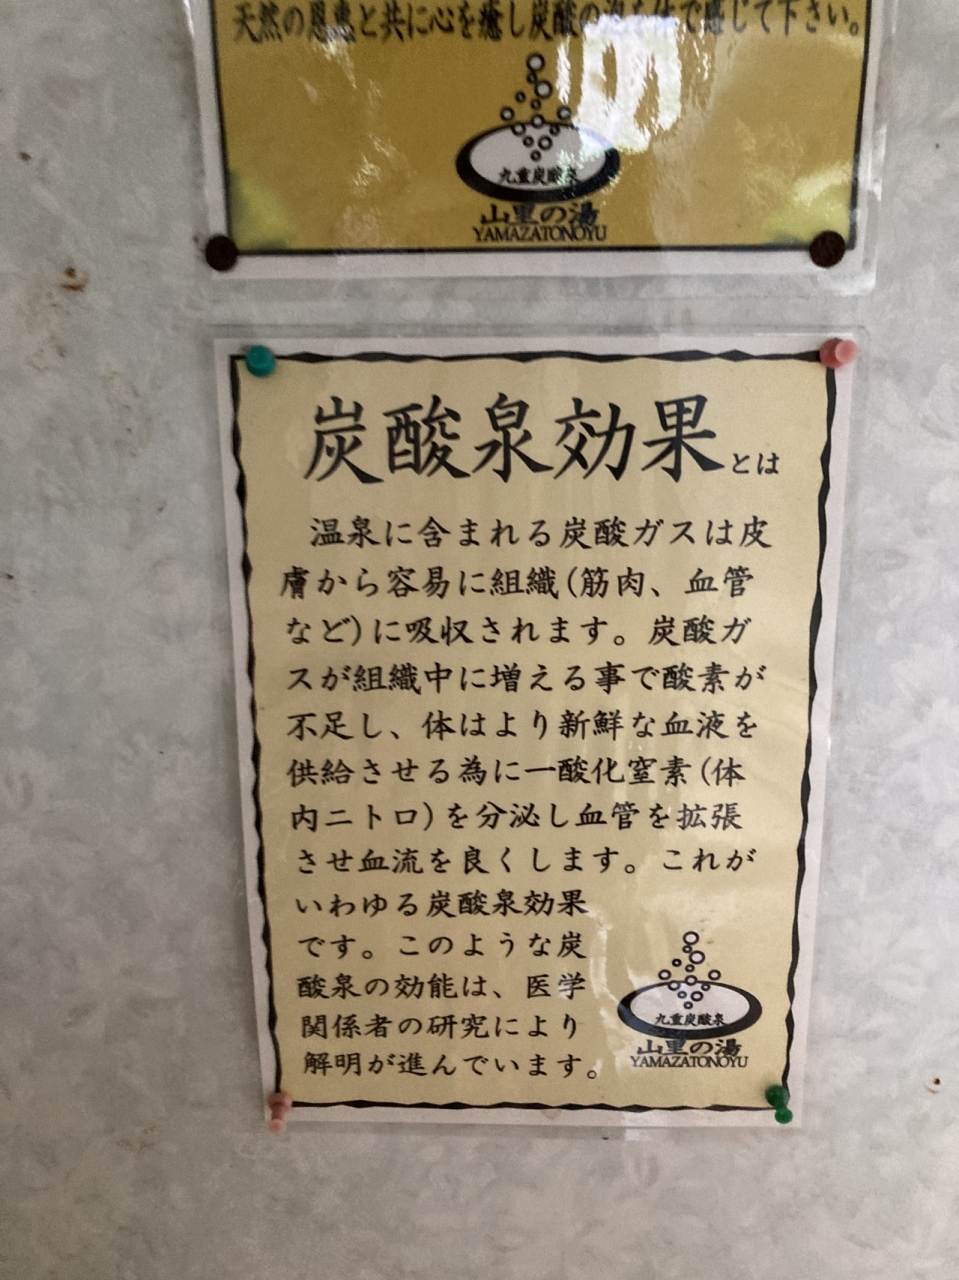 天然の恩恵と共に心を癒し炭酸の泡を体で感じて下さい。
九重炭酸泉
山里の湯
YAMAZATONOYU
炭酸泉効果とは
温泉に含まれる炭酸ガスは皮
膚から容易に組織(筋肉、血管
など)に吸収されます。炭酸ガ
スが組織中に増える事で酸素が
不足し、体はより新鮮な血液を
供給させる為に一酸化窒素(体
内ニトロ)を分泌し血管を拡張
させ血流を良くします。これが
いわゆる炭酸泉効果
です。このような炭
酸泉の効能は、医学
関係者の研究により
解明が進んでいます。
九重炭酸泉
山里の湯
YAMAZATONOYU